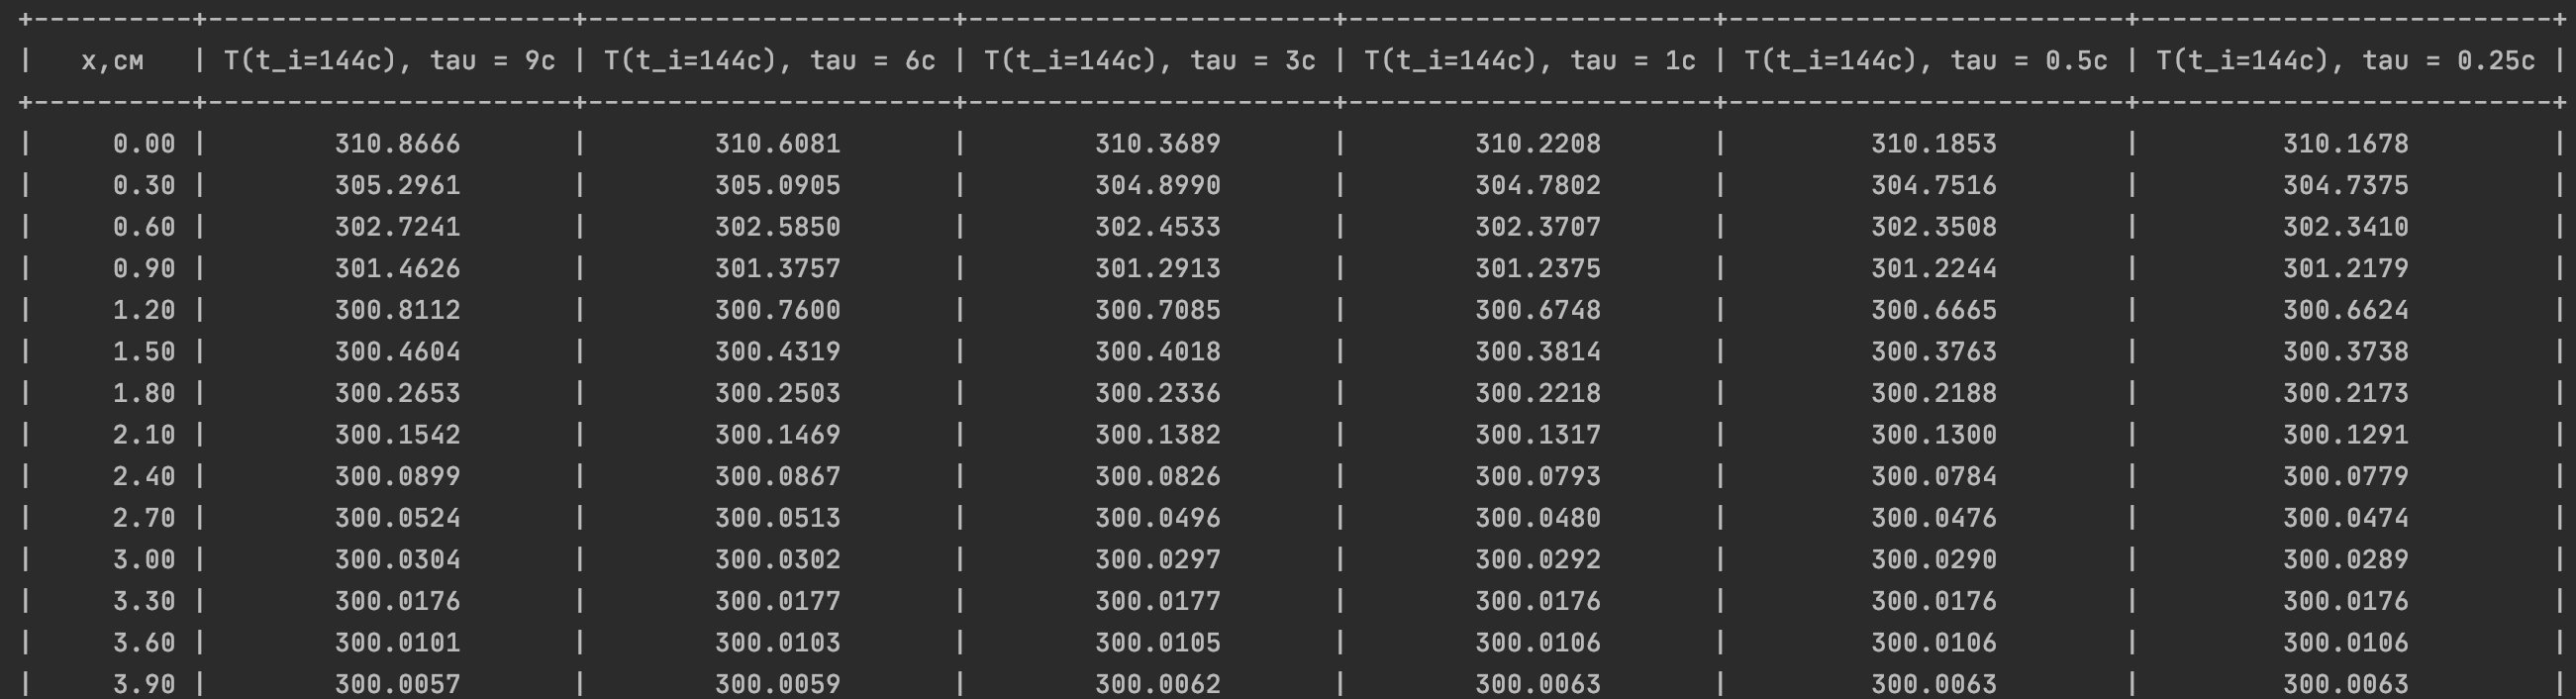 +----------+-----------------------+-----------------------+-----------------------+-----------------------+-------------------------+--------------------------+
|   x,см   | T(t_i=144c), tau = 9c | T(t_i=144c), tau = 6c | T(t_i=144c), tau = 3c | T(t_i=144c), tau = 1c | T(t_i=144c), tau = 0.5c | T(t_i=144c), tau = 0.25c |
+----------+-----------------------+-----------------------+-----------------------+-----------------------+-------------------------+--------------------------+
|     0.00 |        310.8666       |        310.6081       |        310.3689       |        310.2208       |         310.1853        |         310.1678         |
|     0.30 |        305.2961       |        305.0905       |        304.8990       |        304.7802       |         304.7516        |         304.7375         |
|     0.60 |        302.7241       |        302.5850       |        302.4533       |        302.3707       |         302.3508        |         302.3410         |
|     0.90 |        301.4626       |        301.3757       |        301.2913       |        301.2375       |         301.2244        |         301.2179         |
|     1.20 |        300.8112       |        300.7600       |        300.7085       |        300.6748       |         300.6665        |         300.6624         |
|     1.50 |        300.4604       |        300.4319       |        300.4018       |        300.3814       |         300.3763        |         300.3738         |
|     1.80 |        300.2653       |        300.2503       |        300.2336       |        300.2218       |         300.2188        |         300.2173         |
|     2.10 |        300.1542       |        300.1469       |        300.1382       |        300.1317       |         300.1300        |         300.1291         |
|     2.40 |        300.0899       |        300.0867       |        300.0826       |        300.0793       |         300.0784        |         300.0779         |
|     2.70 |        300.0524       |        300.0513       |        300.0496       |        300.0480       |         300.0476        |         300.0474         |
|     3.00 |        300.0304       |        300.0302       |        300.0297       |        300.0292       |         300.0290        |         300.0289         |
|     3.30 |        300.0176       |        300.0177       |        300.0177       |        300.0176       |         300.0176        |         300.0176         |
|     3.60 |        300.0101       |        300.0103       |        300.0105       |        300.0106       |         300.0106        |         300.0106         |
|     3.90 |        300.0057       |        300.0059       |        300.0062       |        300.0063       |         300.0063        |         300.0063         |